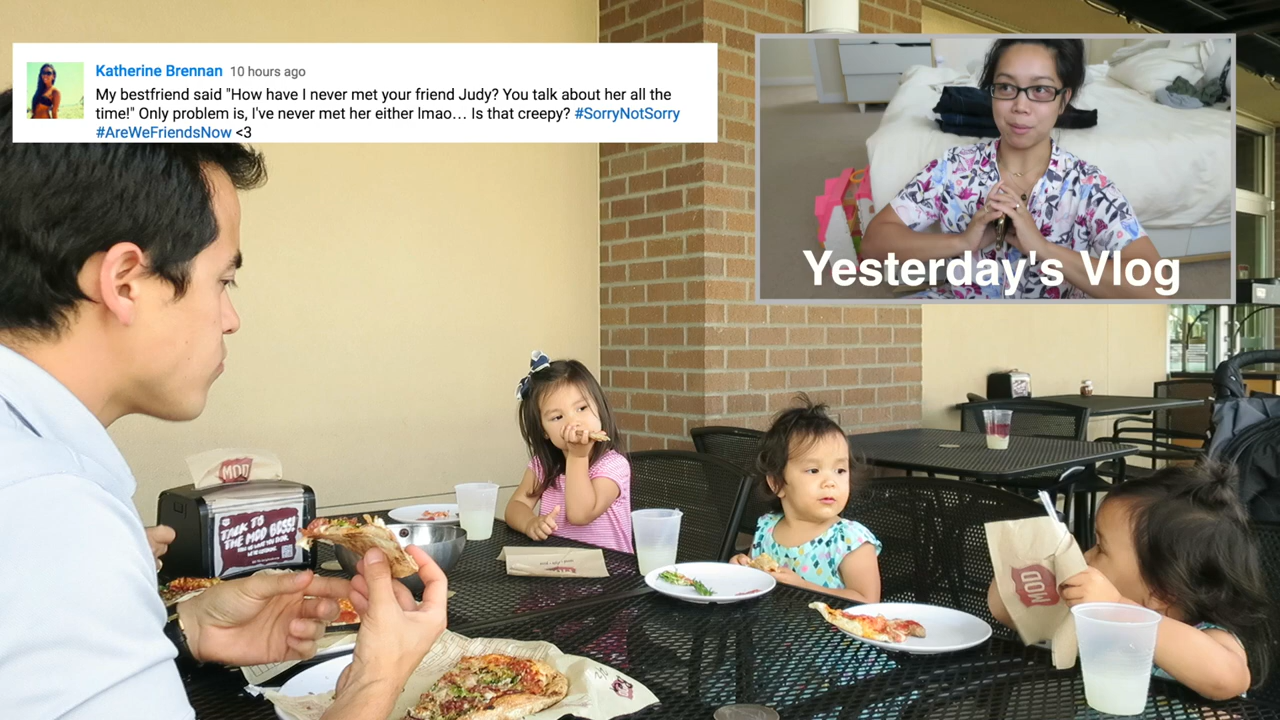 Katherine Brennan 10 hours ago
My bestfriend said "How have I never met your friend Judy? You talk about her all the
time!" Only problem is, I've never met her either lmao... Is that creepy? #SorryNotSorry
#AreWeFriendsNow <3
Yesterday's Vlog
MOD
TALK TO
THE MOD BOSS!
MOD